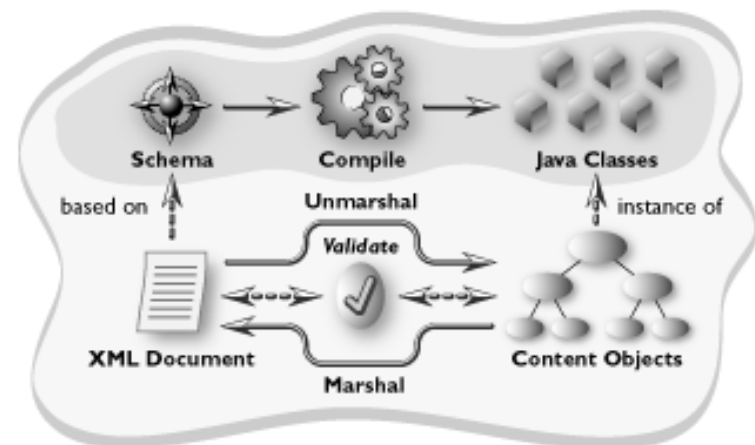 Schema
Compile
Java Classes
based on
Unmarshal
instance of
Validate
XML Document
Content Objects
Marshal